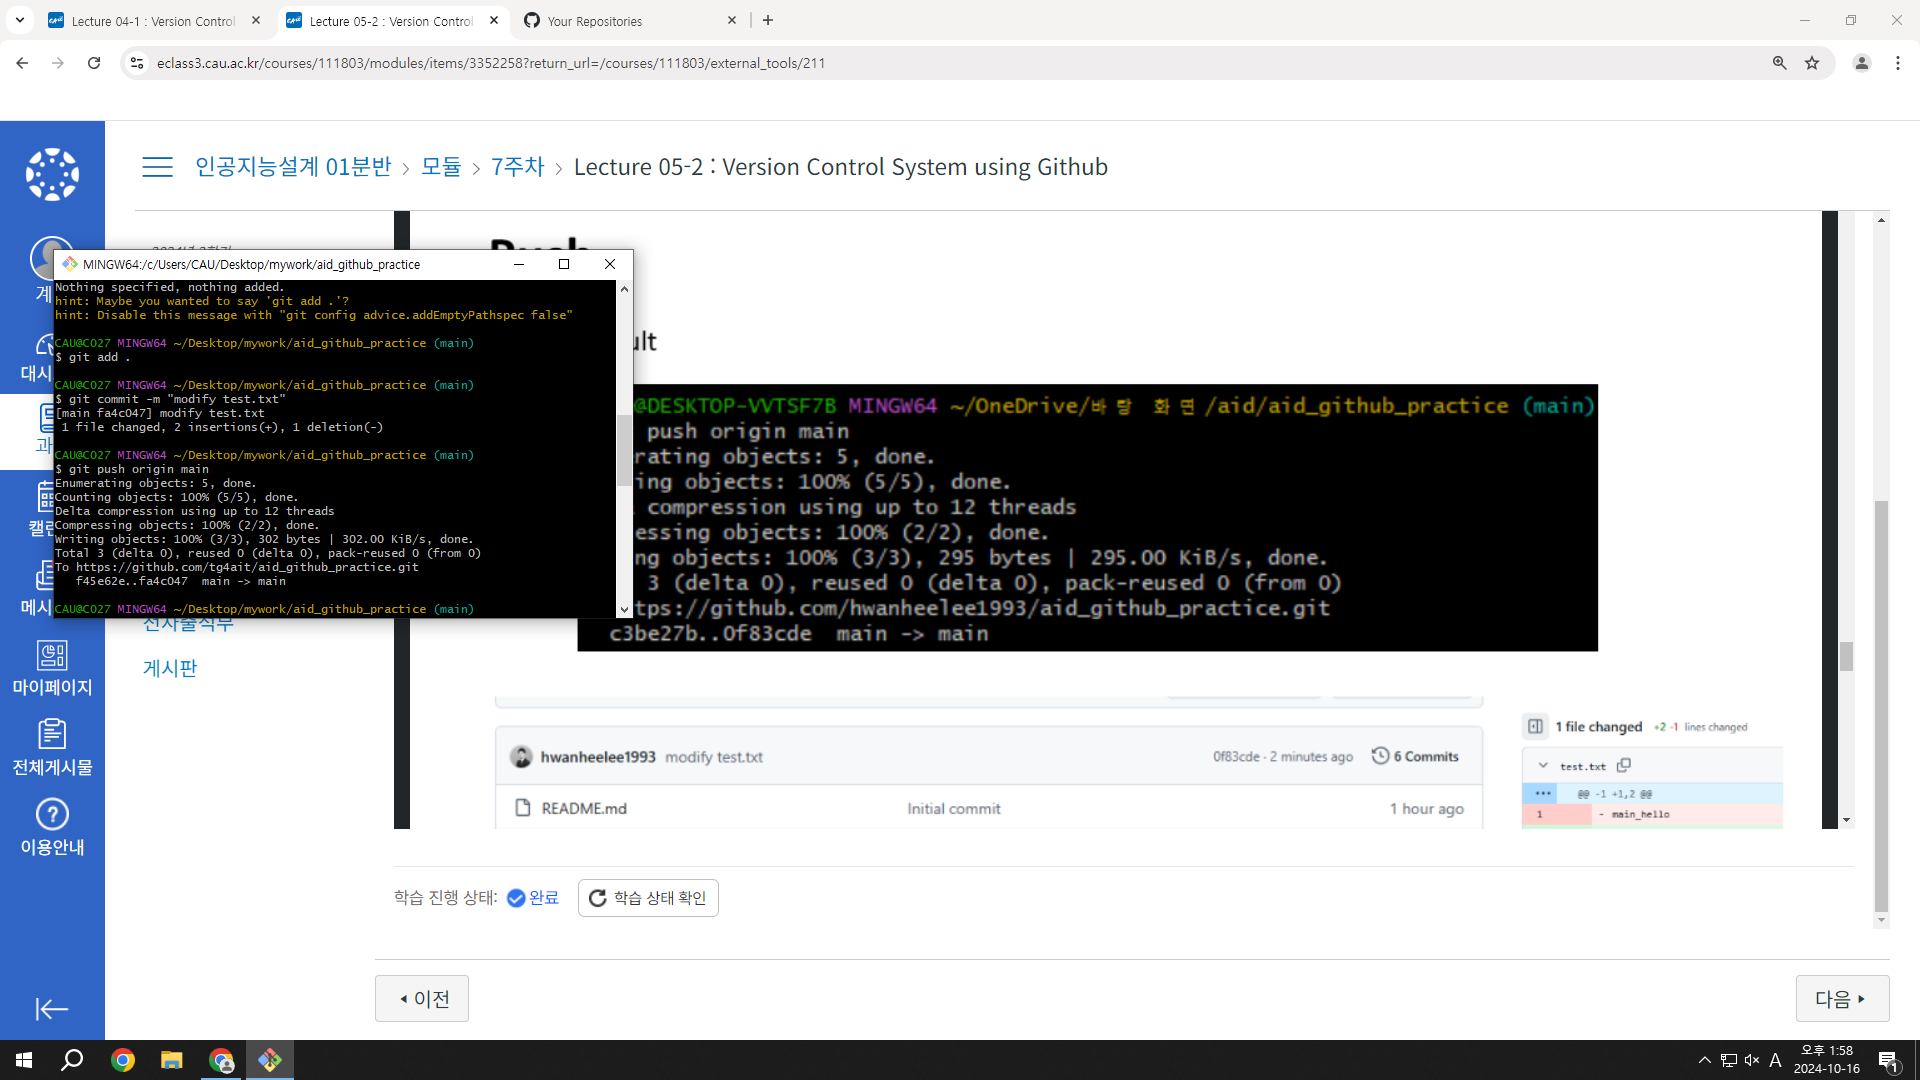 Lecture 04-1 : Version Control
Lecture 05-2 : Version Control
Your Repositories
eclass3.cau.ac.kr/courses/111803/modules/items/3352258?return_url=/courses/111803/external_tools/211
인공지능설계 01분반 › 모듈 › 7주차 › Lecture 05-2 : Version Control System using Github
MINGW64:/c/Users/CAU/Desktop/mywork/aid_github_practice
Nothing specified, nothing added.
hint: Maybe you wanted to say 'git add .'?
hint: Disable this message with "git config advice.addEmptyPathspec false"
CAU@CO27 MINGW64 ~/Desktop/mywork/aid_github_practice (main)
$ git add .
CAU@CO27 MINGW64 ~/Desktop/mywork/aid_github_practice (main)
$ git commit -m "modify test.txt"
[main fa4c047] modify test.txt
1 file changed, 2 insertions(+), 1 deletion(-)
CAU@CO27 MINGW64 ~/Desktop/mywork/aid_github_practice (main)
$ git push origin main
Enumerating objects: 5, done.
Counting objects: 100% (5/5), done.
Delta compression using up to 12 threads
Compressing objects: 100% (2/2), done.
Writing objects: 100% (3/3), 302 bytes | 302.00 KiB/s, done.
Total 3 (delta 0), reused 0 (delta 0), pack-reused 0 (from 0)
To https://github.com/tg4ait/aid_github_practice.git
f45e62e..fa4c047 main -> main
CAU@CO27 MINGW64 ~/Desktop/mywork/aid_github_practice (main)
ult
@DESKTOP-VVTSF7B MINGW64 ~/OneDrive/바탕 화면/aid/aid_github_practice (main)
push origin main
rating objects: 5, done.
ing objects: 100% (5/5), done.
compression using up to 12 threads
essing objects: 100% (2/2), done.
ng objects: 100% (3/3), 295 bytes | 295.00 KiB/s, done.
3 (delta 0), reused 0 (delta 0), pack-reused 0 (from 0)
tps://github.com/hwanheelee1993/aid_github_practice.git
c3be27b..0f83cde main -> main
hwanheelee1993 modify test.txt 0f83cde · 2 minutes ago 6 Commits
README.md Initial commit 1 hour ago
1 file changed +2 -1 lines changed
test.txt
@@ -1 +1,2 @@
1 - main_hello
게시판
마이페이지
전체게시물
이용안내
학습 진행 상태: 완료 학습 상태 확인
이전
다음
A
오후 1:58
2024-10-16
1